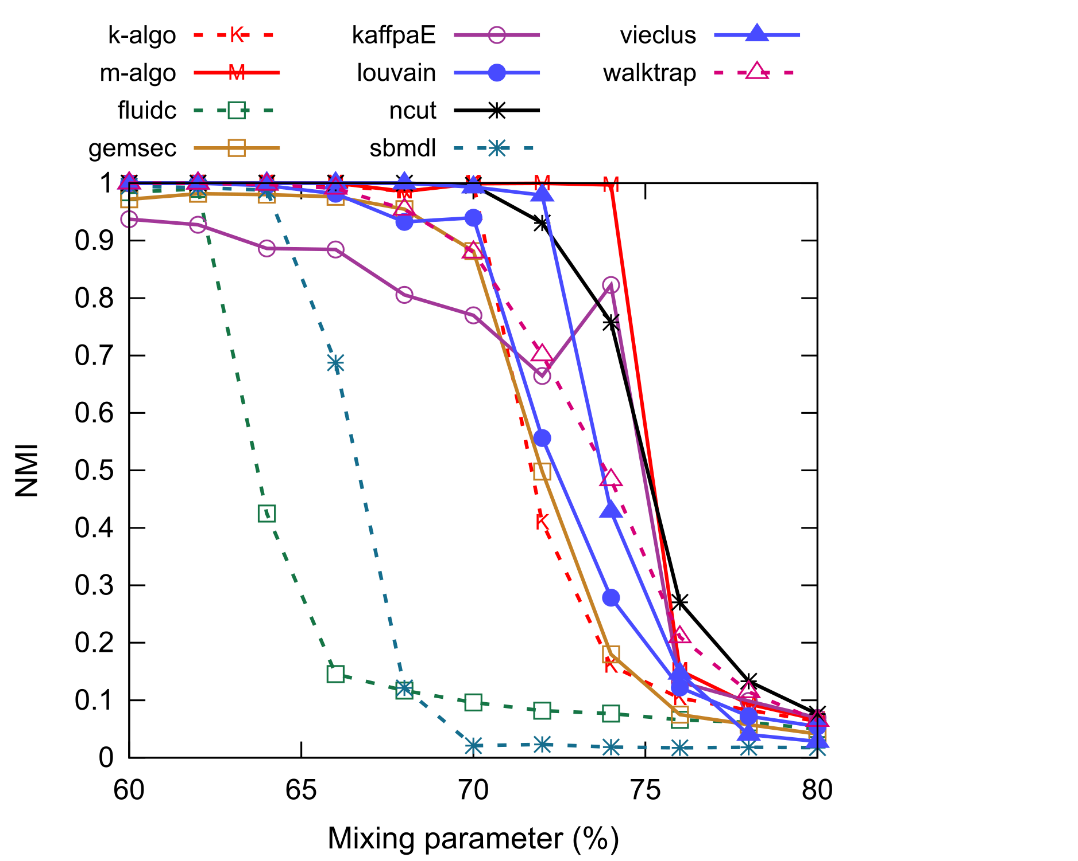 k-algo
kaffpaE
vieclus
m-algo
louvain
walktrap
fluidc
ncut
gemsec
sbmdl
1
0.9
0.8
0.7
0.6
0.5
0.4
0.3
0.2
0.1
0
NMI
60
65
70
75
80
Mixing parameter (%)